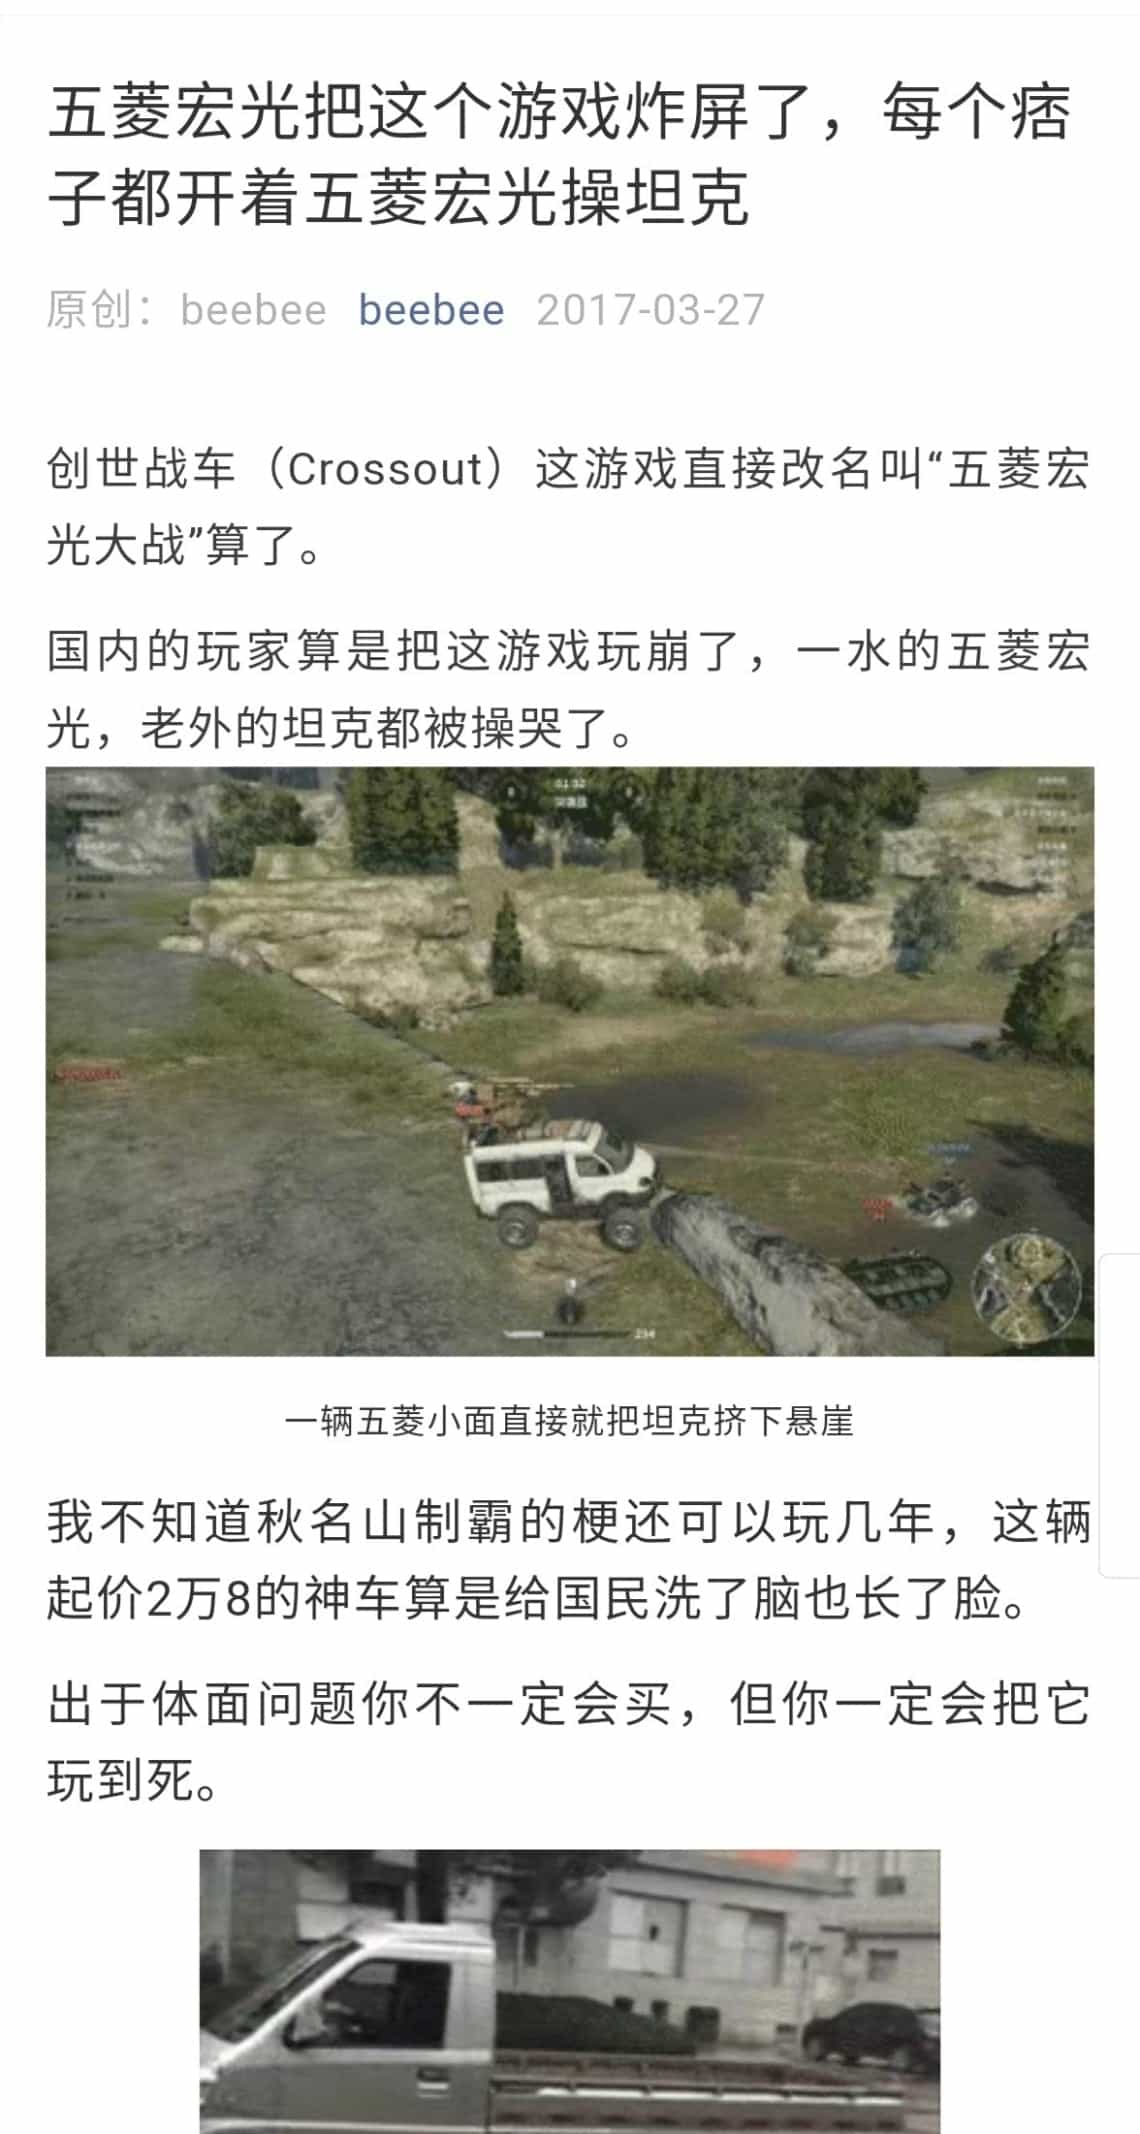 五菱宏光把这个游戏炸屏了，每个痞
子都开着五菱宏光操坦克
原创：beebee beebee 2017-03-27
创世战车（Crossout）这游戏直接改名叫“五菱宏
光大战”算了。
国内的玩家算是把这游戏玩崩了，一水的五菱宏
光，老外的坦克都被操哭了。
01:32
234
一辆五菱小面直接就把坦克挤下悬崖
我不知道秋名山制霸的梗还可以玩几年，这辆
起价2万8的神车算是给国民洗了脑也长了脸。
出于体面问题你不一定会买，但你一定会把它
玩到死。